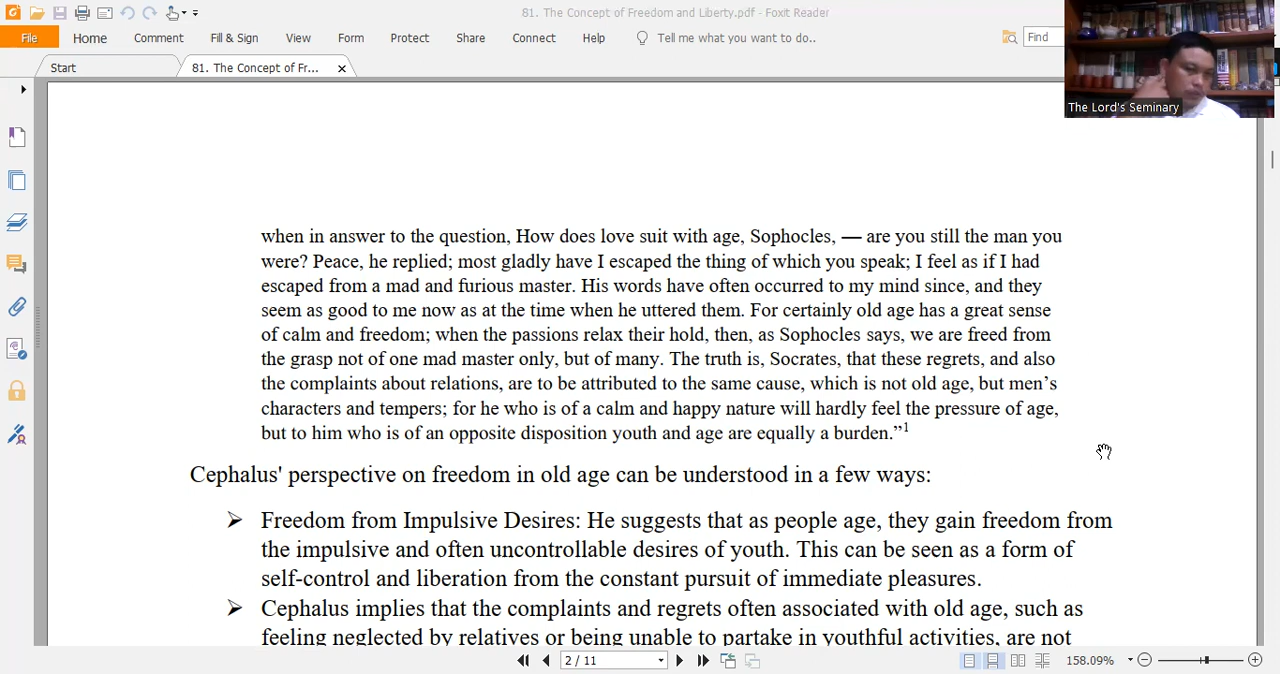 81. The Concept of Freedom and Liberty.pdf - Foxit Reader
File Home Comment Fill & Sign View Form Protect Share Connect Help Tell me what you want to do.. Find
Start 81. The Concept of Fr...
The Lord's Seminary
when in answer to the question, How does love suit with age, Sophocles, — are you still the man you
were? Peace, he replied; most gladly have I escaped the thing of which you speak; I feel as if I had
escaped from a mad and furious master. His words have often occurred to my mind since, and they
seem as good to me now as at the time when he uttered them. For certainly old age has a great sense
of calm and freedom; when the passions relax their hold, then, as Sophocles says, we are freed from
the grasp not of one mad master only, but of many. The truth is, Socrates, that these regrets, and also
the complaints about relations, are to be attributed to the same cause, which is not old age, but men’s
characters and tempers; for he who is of a calm and happy nature will hardly feel the pressure of age,
but to him who is of an opposite disposition youth and age are equally a burden.”1
Cephalus' perspective on freedom in old age can be understood in a few ways:
➢ Freedom from Impulsive Desires: He suggests that as people age, they gain freedom from
the impulsive and often uncontrollable desires of youth. This can be seen as a form of
self-control and liberation from the constant pursuit of immediate pleasures.
➢ Cephalus implies that the complaints and regrets often associated with old age, such as
feeling neglected by relatives or being unable to partake in youthful activities, are not
2 / 11 158.09%